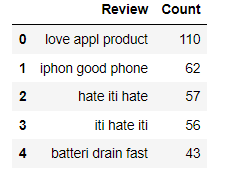 Review Count
0 love appl product 110
1 iphon good phone 62
2 hate iti hate 57
3 iti hate iti 56
4 batteri drain fast 43